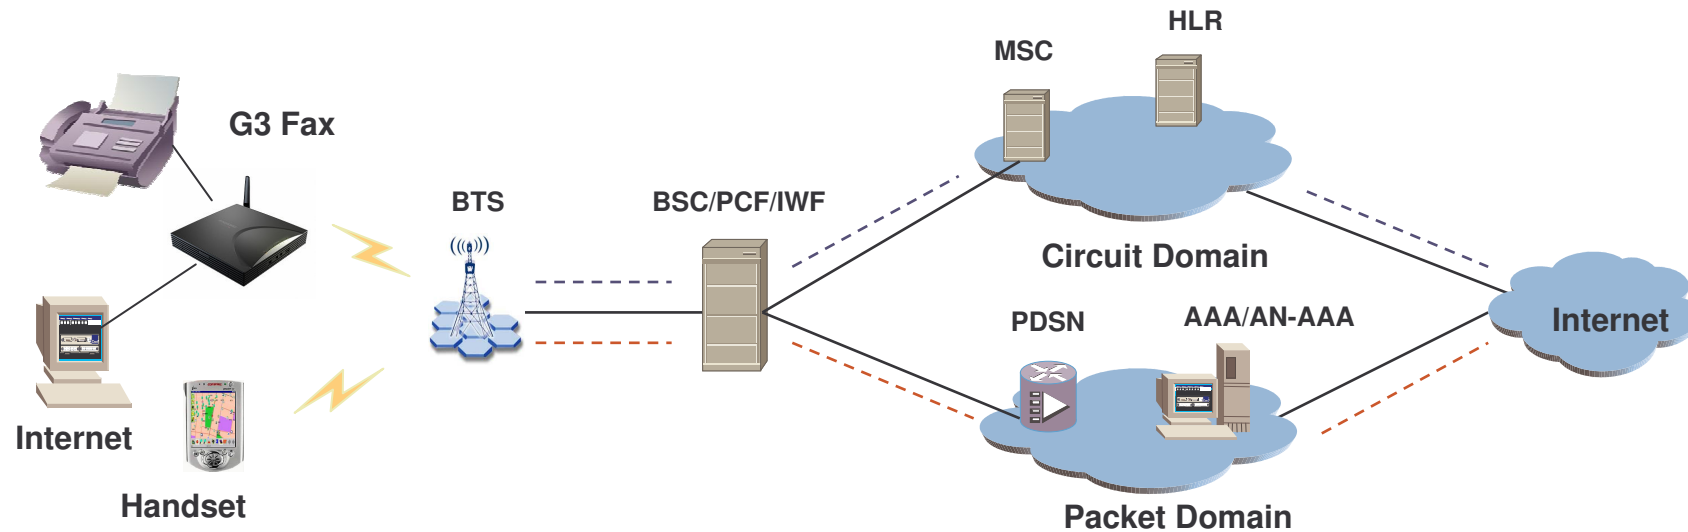 HLR
MSC
G3 Fax
BTS
BSC/PCF/IWF
Circuit Domain
PDSN
AAA/AN-AAA
Internet
Internet
Handset
Packet Domain